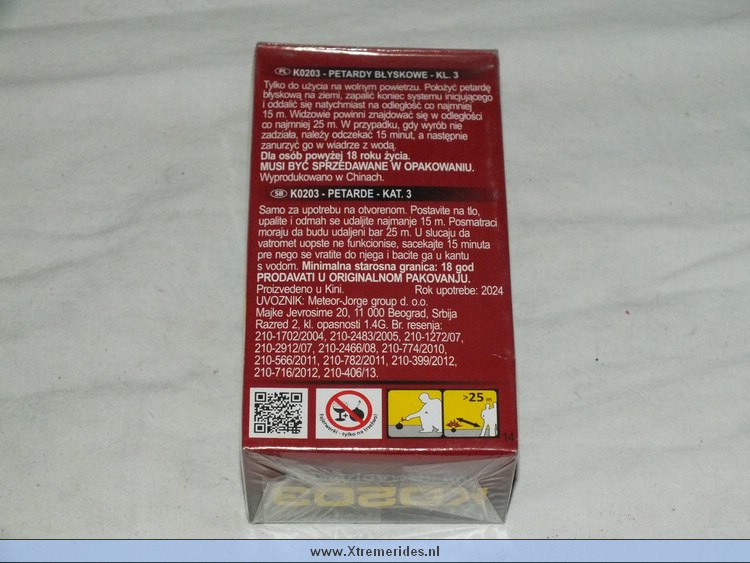 PL K0203 - PETARDY BŁYSKOWE - KL. 3
Tylko do użycia na wolnym powietrzu. Położyć petardę
błyskową na ziemi, zapalić koniec systemu inicjującego
i oddalić się natychmiast na odległość co najmniej
15 m. Widzowie powinni znajdować się w odległości
co najmniej 25 m. W przypadku, gdy wyrób nie
zadziała, należy odczekać 15 minut, a następnie
zanurzyć go w wiadrze z wodą.
Dla osób powyżej 18 roku życia.
MUSI BYĆ SPRZEDAWANE W OPAKOWANIU.
Wyprodukowano w Chinach.
SB K0203 - PETARDE - KAT. 3
Samo za upotrebu na otvorenom. Postavite na tlo,
upalite i odmah se udaljite najmanje 15 m. Posmatraci
moraju da budu udaljeni bar 25 m. U slucaju da
vatromet uopste ne funkcionise, sacekajte 15 minuta
pre nego se vratite do njega i bacite ga u kantu
s vodom. Minimalna starosna granica: 18 god
PRODAVATI U ORIGINALNOM PAKOVANJU.
Proizvedeno u Kini. Rok upotrebe: 2024
UVOZNIK: Meteor-Jorge group d. o.o.
Majke Jevrosime 20, 11 000 Beograd, Srbija
Razred 2, kl. opasnosti 1.4G. Br. resenja:
210-1702/2004, 210-2483/2005, 210-1272/07,
210-2912/07, 210-2466/08, 210-774/2010,
210-566/2011, 210-782/2011, 210-399/2012,
210-716/2012, 210-406/13.
fajerwerki - tylko na trzeźwo!
>25 m
14
K0203
www.Xtremerides.nl